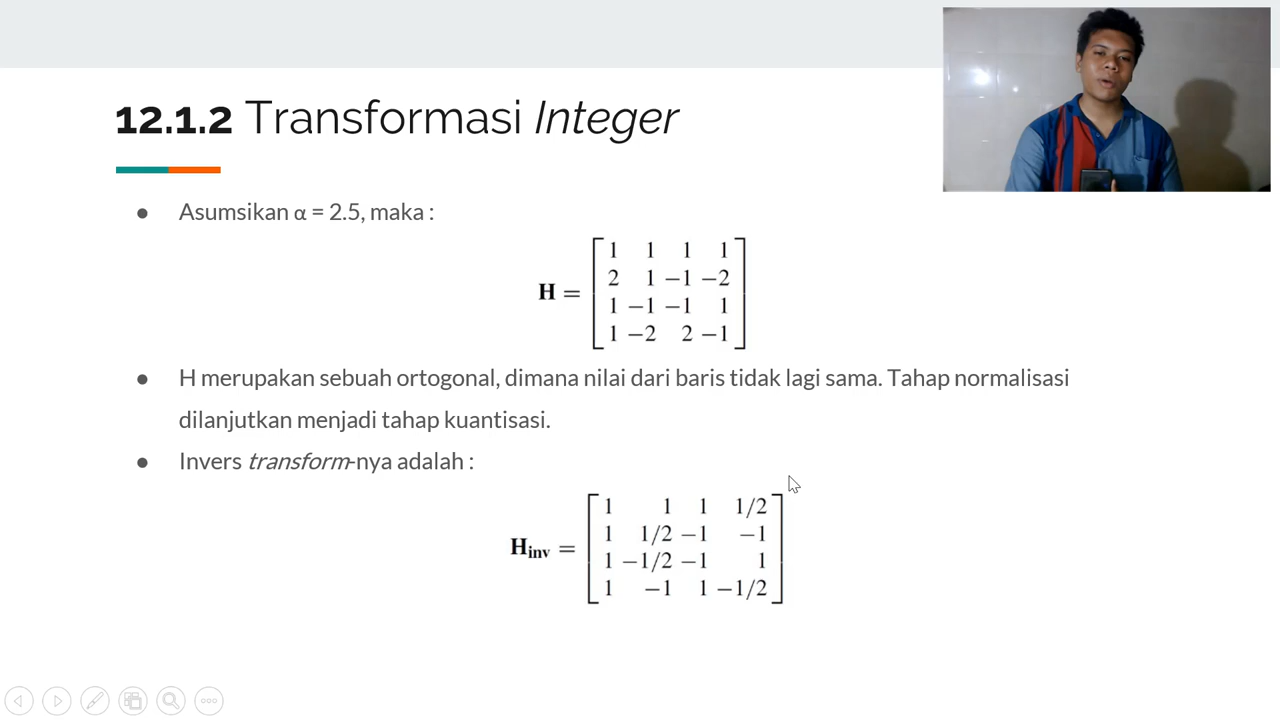 12.1.2 Transformasi Integer
● Asumsikan α = 2.5, maka :
H =
1 1 1 1
2 1 −1 −2
1 −1 −1 1
1 −2 2 −1
● H merupakan sebuah ortogonal, dimana nilai dari baris tidak lagi sama. Tahap normalisasi
dilanjutkan menjadi tahap kuantisasi.
● Invers transform-nya adalah :
Hinv =
1 1 1 1/2
1 1/2 −1 −1
1 −1/2 −1 1
1 −1 1 −1/2